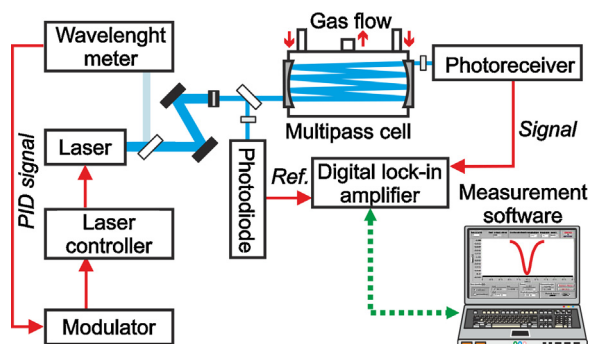 Wavelenght
meter
Gas flow
Photoreceiver
Multipass cell
Laser
PID signal
Photodiode
Ref.
Signal
Digital lock-in
amplifier
Measurement
software
Laser
controller
Modulator